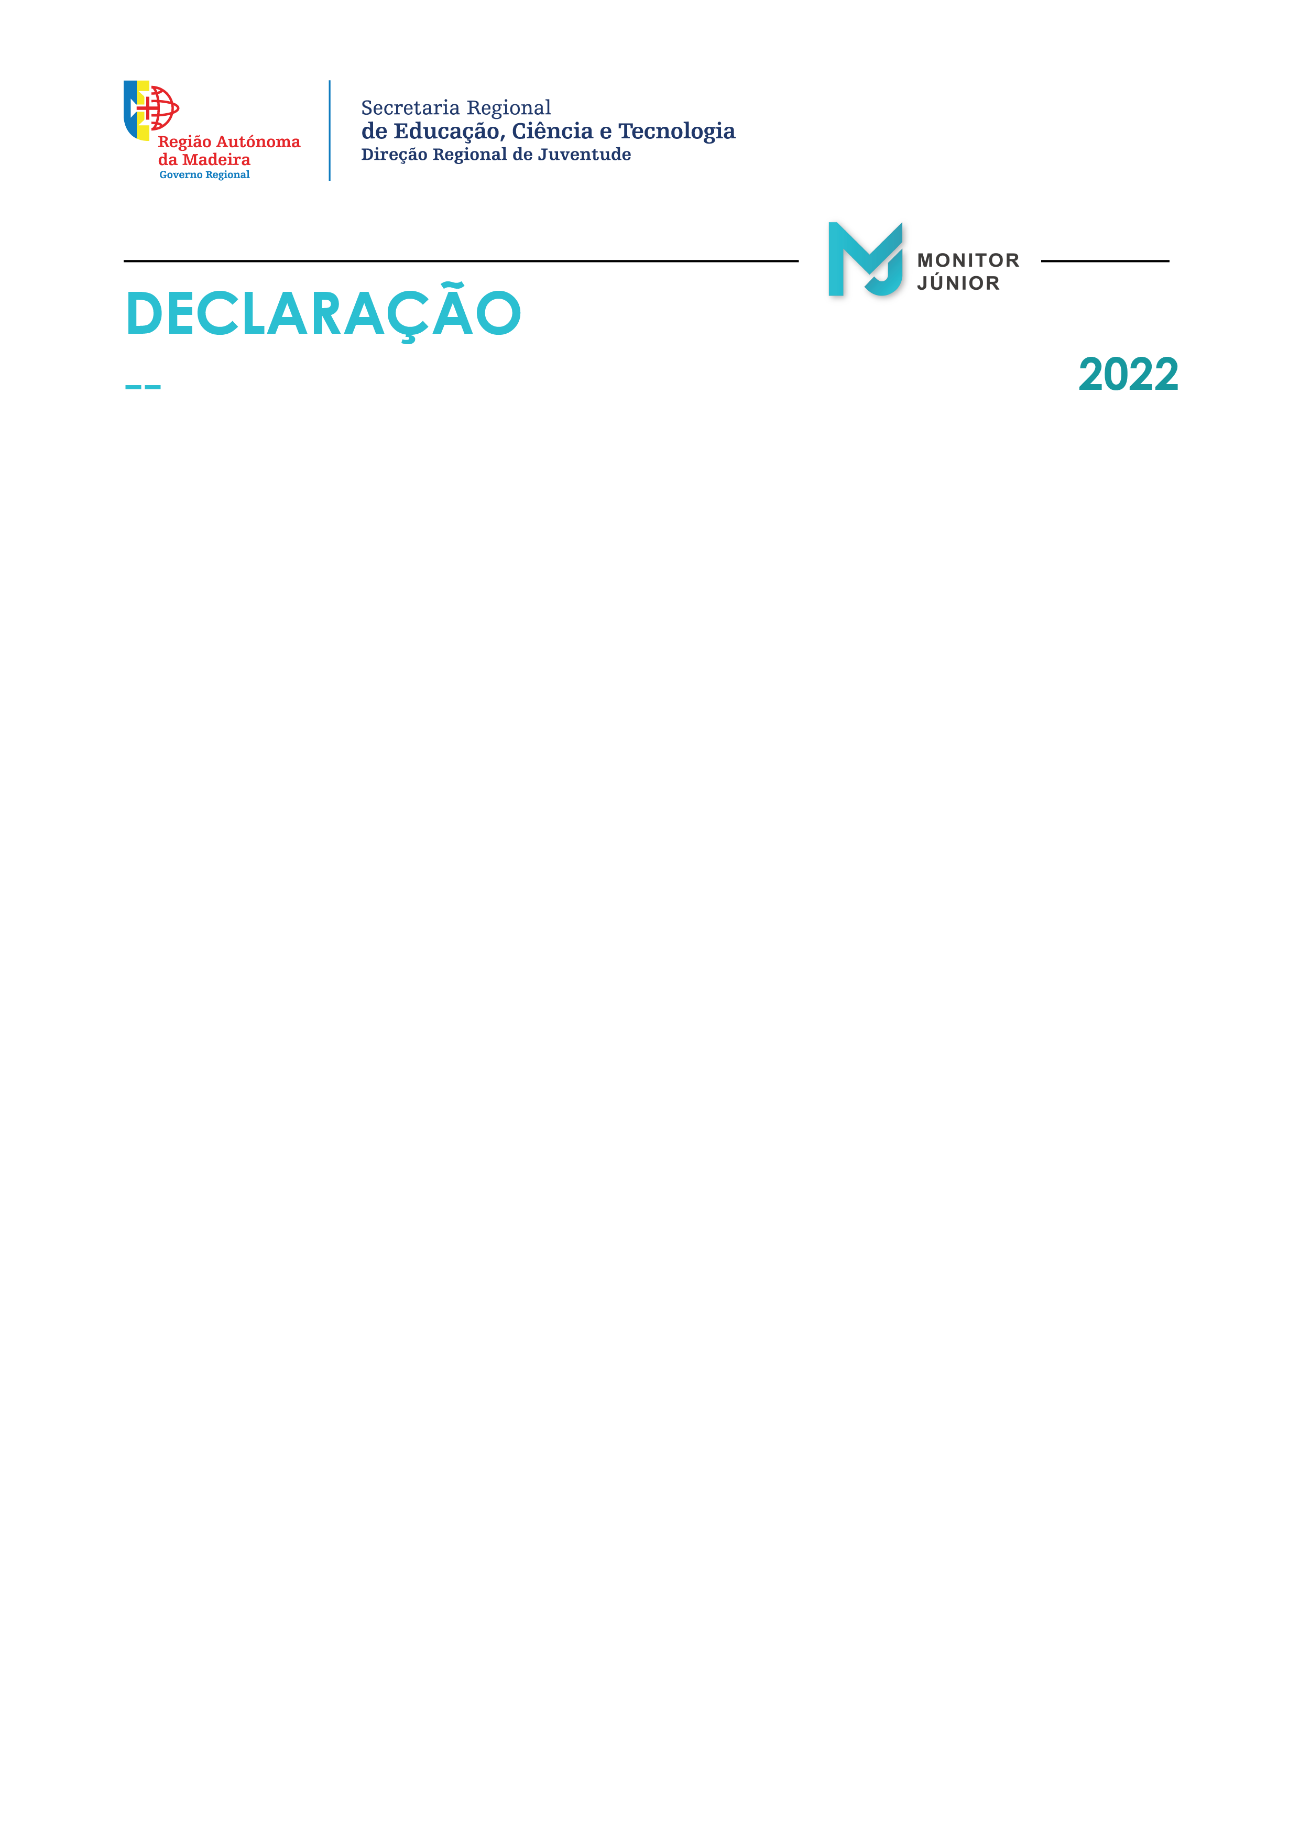 Região Autónoma
da Madeira
Governo Regional
Secretaria Regional
de Educação, Ciência e Tecnologia
Direção Regional de Juventude
MONITOR
JÚNIOR
DECLARAÇÃO
__
2022